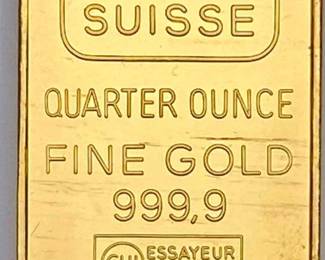 SUISSE
QUARTER OUNCE
FINE GOLD
999,9
ESSAYEUR